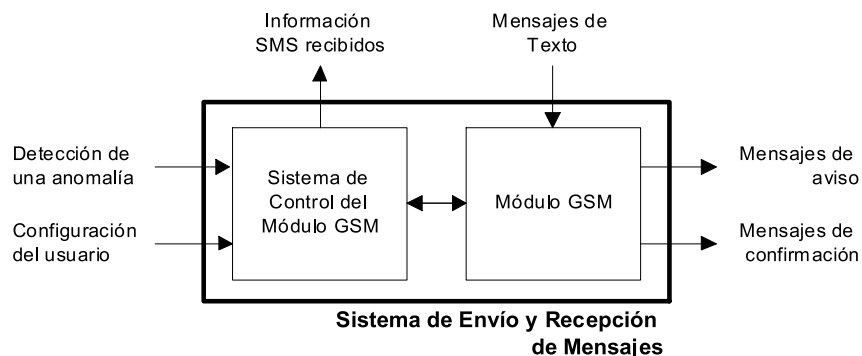 Información
SMS recibidos
Mensajes de
Texto
Detección de
una anomalía
Configuración
del usuario
Sistema de
Control del
Módulo GSM
Módulo GSM
Mensajes de
aviso
Mensajes de
confirmación
Sistema de Envío y Recepción
de Mensajes